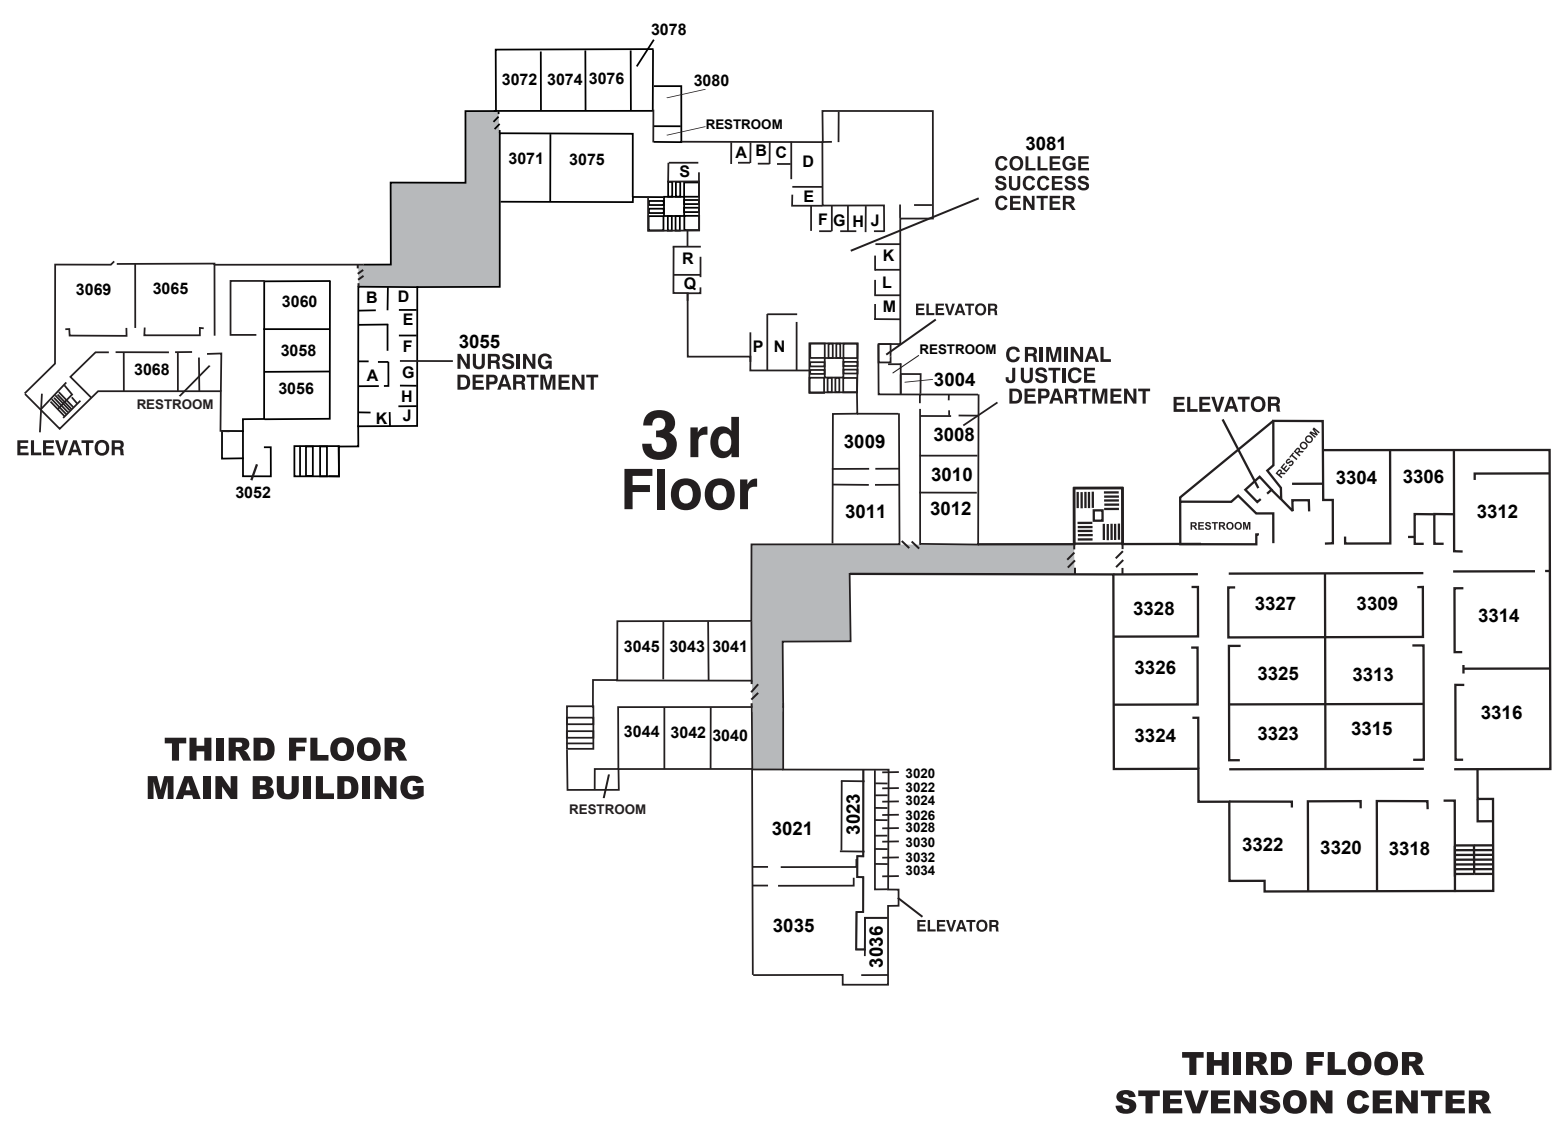 3078
3072
3074
3076
3080
RESTROOM
3071
3075
A
B
C
D
E
S
3081
COLLEGE
SUCCESS
CENTER
F
G
H
J
K
L
M
R
Q
P
N
ELEVATOR
RESTROOM
3004
CRIMINAL
JUSTICE
DEPARTMENT
3069
3065
3060
3058
3056
3068
RESTROOM
ELEVATOR
3052
B
D
E
F
G
H
J
A
K
3055
NURSING
DEPARTMENT
3rd
Floor
3009
3008
3010
3011
3012
ELEVATOR
RESTROOM
RESTROOM
3304
3306
3312
3328
3327
3309
3314
3326
3325
3313
3324
3323
3315
3316
3322
3320
3318
3045
3043
3041
3044
3042
3040
RESTROOM
3020
3022
3024
3026
3028
3030
3032
3034
3021
3023
3035
3036
ELEVATOR
THIRD FLOOR
MAIN BUILDING
THIRD FLOOR
STEVENSON CENTER